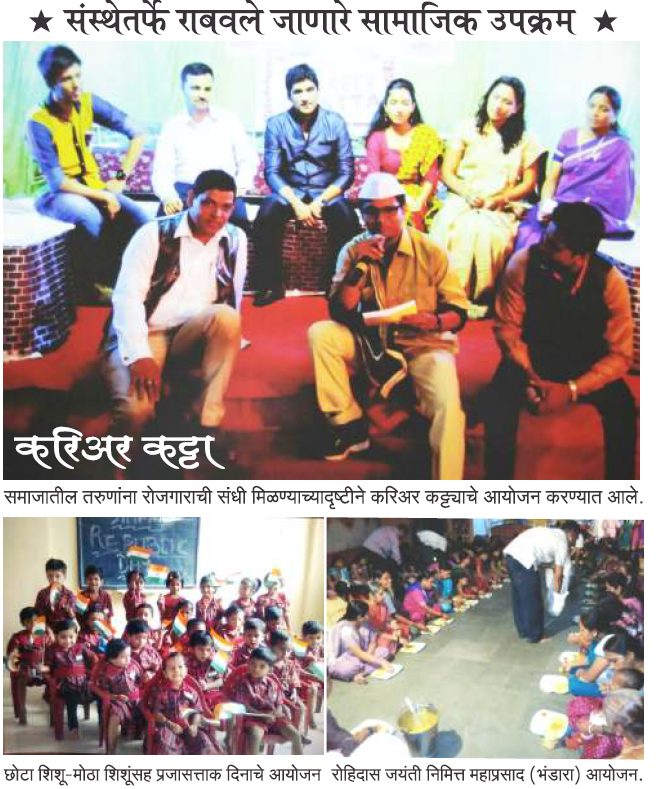 ★ संस्थेतर्फे राबवले जाणारे सामाजिक उपक्रम ★
करिअर कट्टा
समाजातील तरुणांना रोजगाराची संधी मिळण्याच्यादृष्टीने करिअर कट्ट्याचे आयोजन करण्यात आले.
REPUBLIC
DAY
छोटा शिशू-मोठा शिशूंसह प्रजासत्ताक दिनाचे आयोजन
रोहिदास जयंती निमित्त महाप्रसाद (भंडारा) आयोजन.